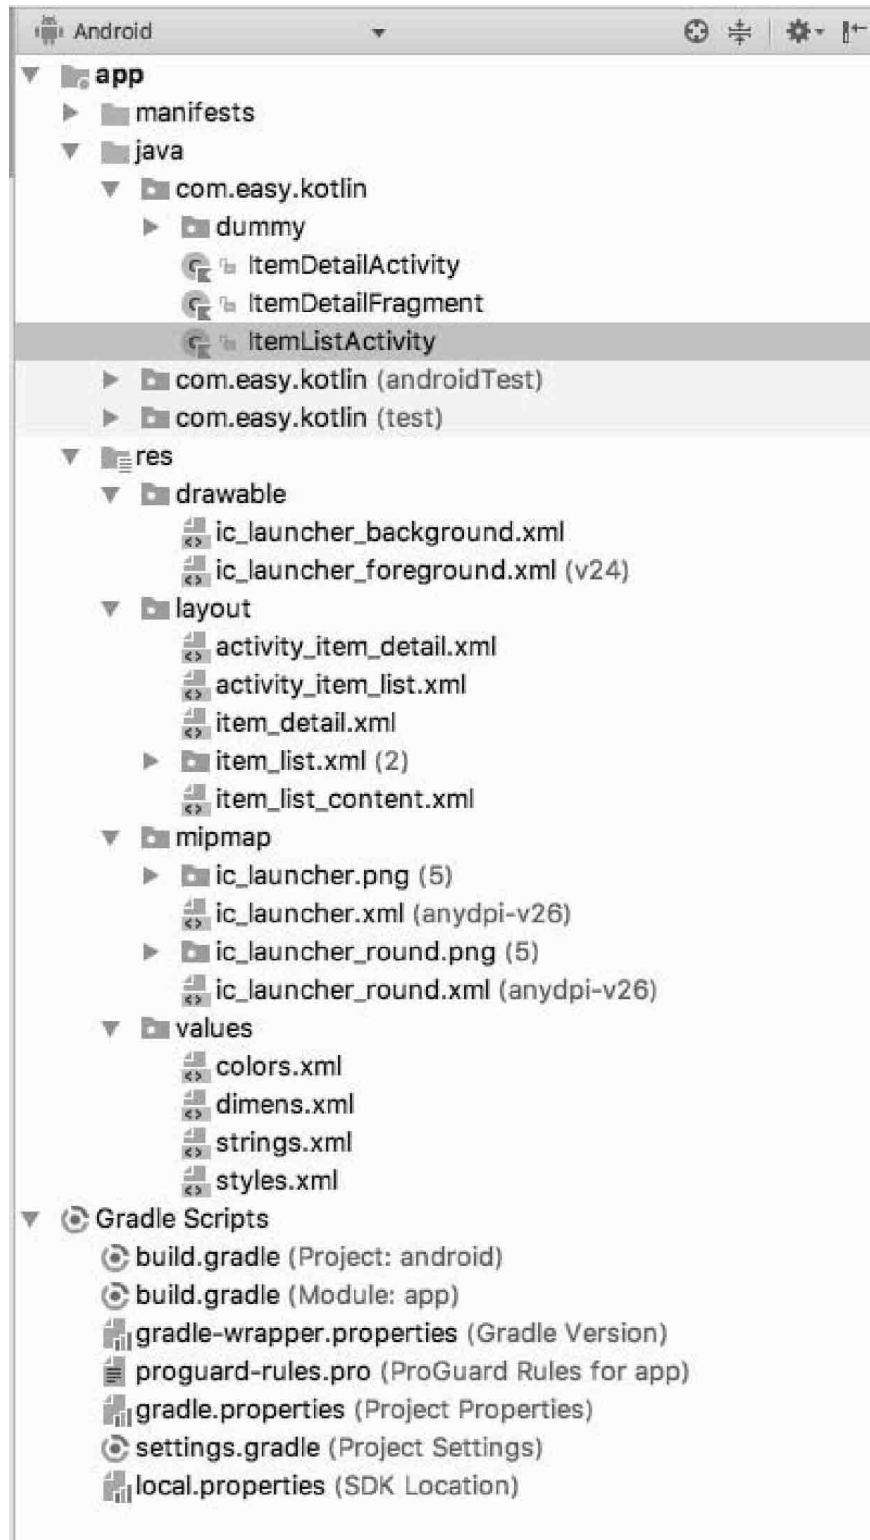 Android
app
manifests
java
com.easy.kotlin
dummy
ItemDetailActivity
ItemDetailFragment
ItemListActivity
com.easy.kotlin (androidTest)
com.easy.kotlin (test)
res
drawable
ic_launcher_background.xml
ic_launcher_foreground.xml (v24)
layout
activity_item_detail.xml
activity_item_list.xml
item_detail.xml
item_list.xml (2)
item_list_content.xml
mipmap
ic_launcher.png (5)
ic_launcher.xml (anydpi-v26)
ic_launcher_round.png (5)
ic_launcher_round.xml (anydpi-v26)
values
colors.xml
dimens.xml
strings.xml
styles.xml
Gradle Scripts
build.gradle (Project: android)
build.gradle (Module: app)
gradle-wrapper.properties (Gradle Version)
proguard-rules.pro (ProGuard Rules for app)
gradle.properties (Project Properties)
settings.gradle (Project Settings)
local.properties (SDK Location)